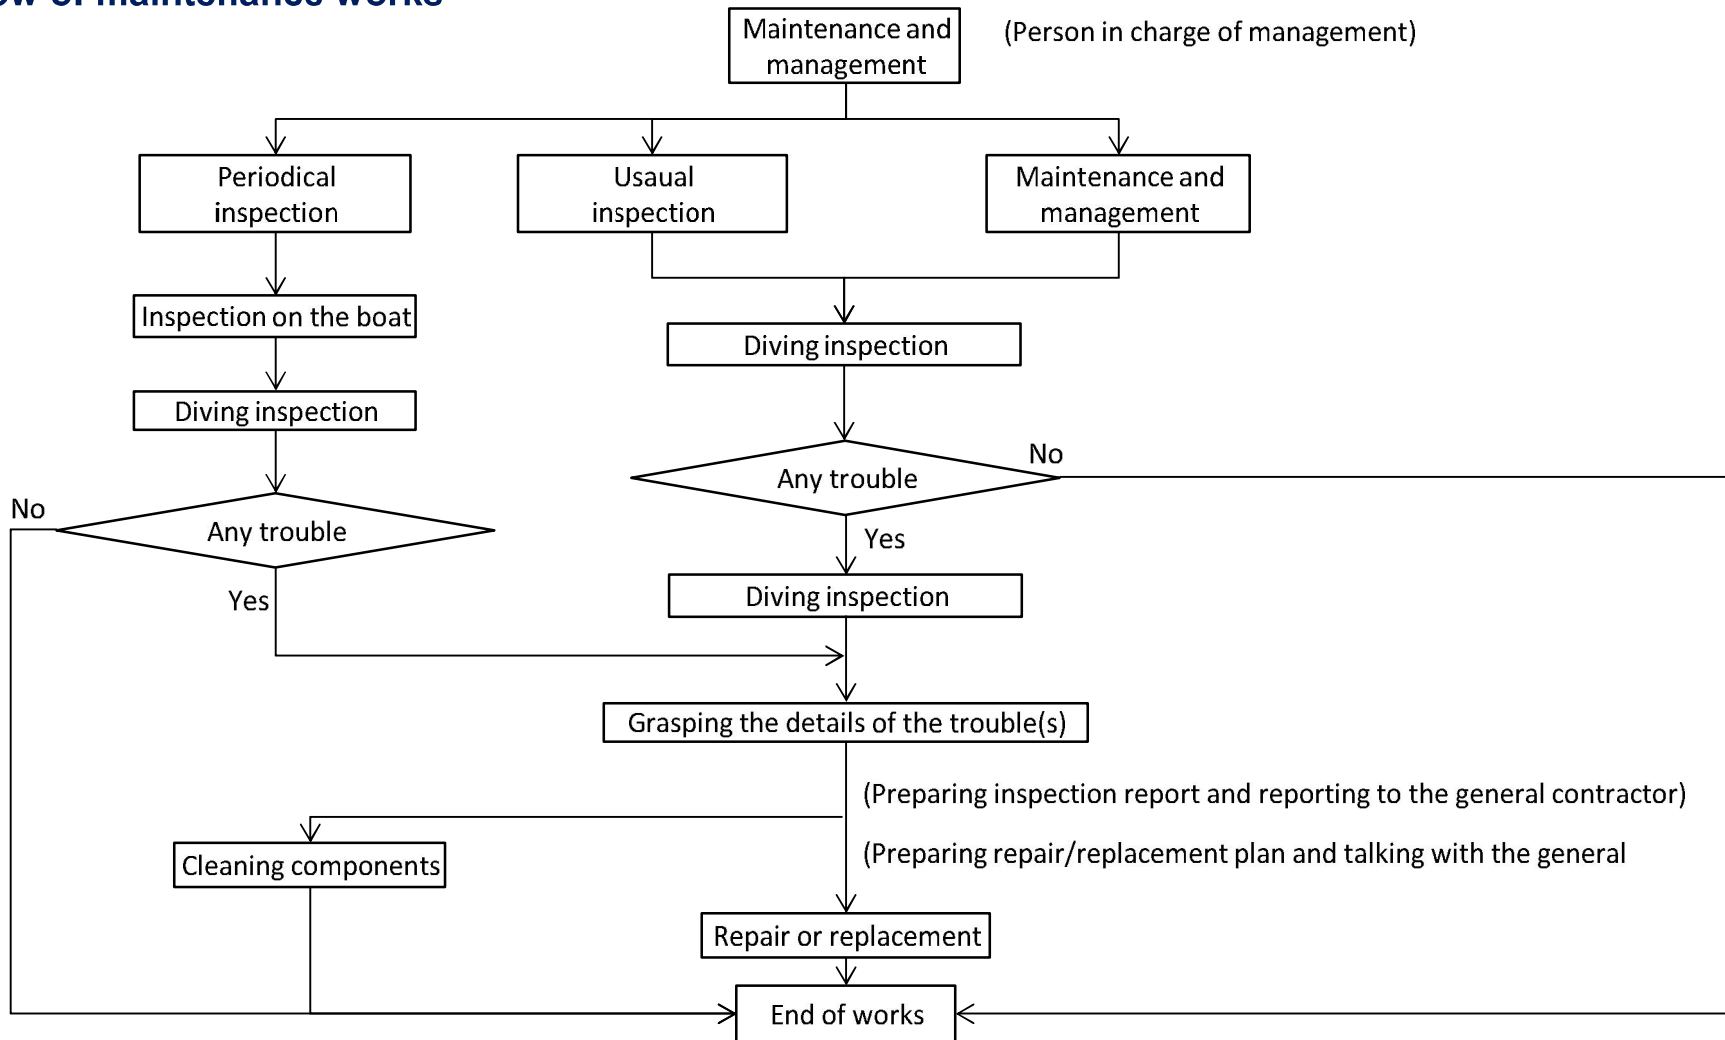 of maintenance works
Maintenance and
management
(Person in charge of management)
Periodical
inspection
Usaual
inspection
Maintenance and
management
Inspection on the boat
Diving inspection
Diving inspection
Any trouble
No
Yes
Any trouble
No
Yes
Diving inspection
Grasping the details of the trouble(s)
(Preparing inspection report and reporting to the general contractor)
(Preparing repair/replacement plan and talking with the general
Cleaning components
Repair or replacement
End of works